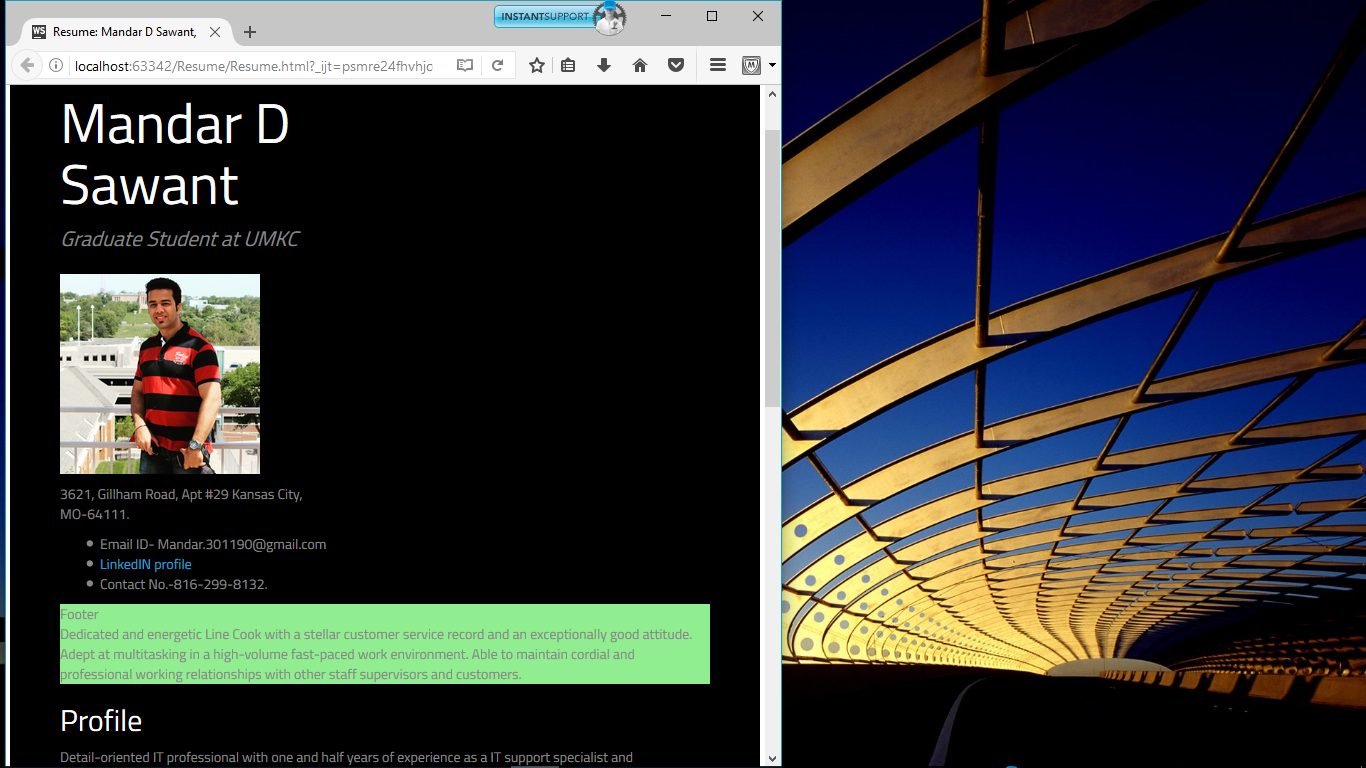 INSTANTSUPPORT
WS Resume: Mandar D Sawant,
localhost:63342/Resume/Resume.html?_ijt=psmre24fhvhjo
Mandar D
Sawant
Graduate Student at UMKC
3621, Gillham Road, Apt #29 Kansas City,
MO-64111.
Email ID- Mandar.301190@gmail.com
LinkedIN profile
Contact No.-816-299-8132.
Footer
Dedicated and energetic Line Cook with a stellar customer service record and an exceptionally good attitude.
Adept at multitasking in a high-volume fast-paced work environment. Able to maintain cordial and
professional working relationships with other staff supervisors and customers.
Profile
Detail-oriented IT professional with one and half years of experience as a IT support specialist and